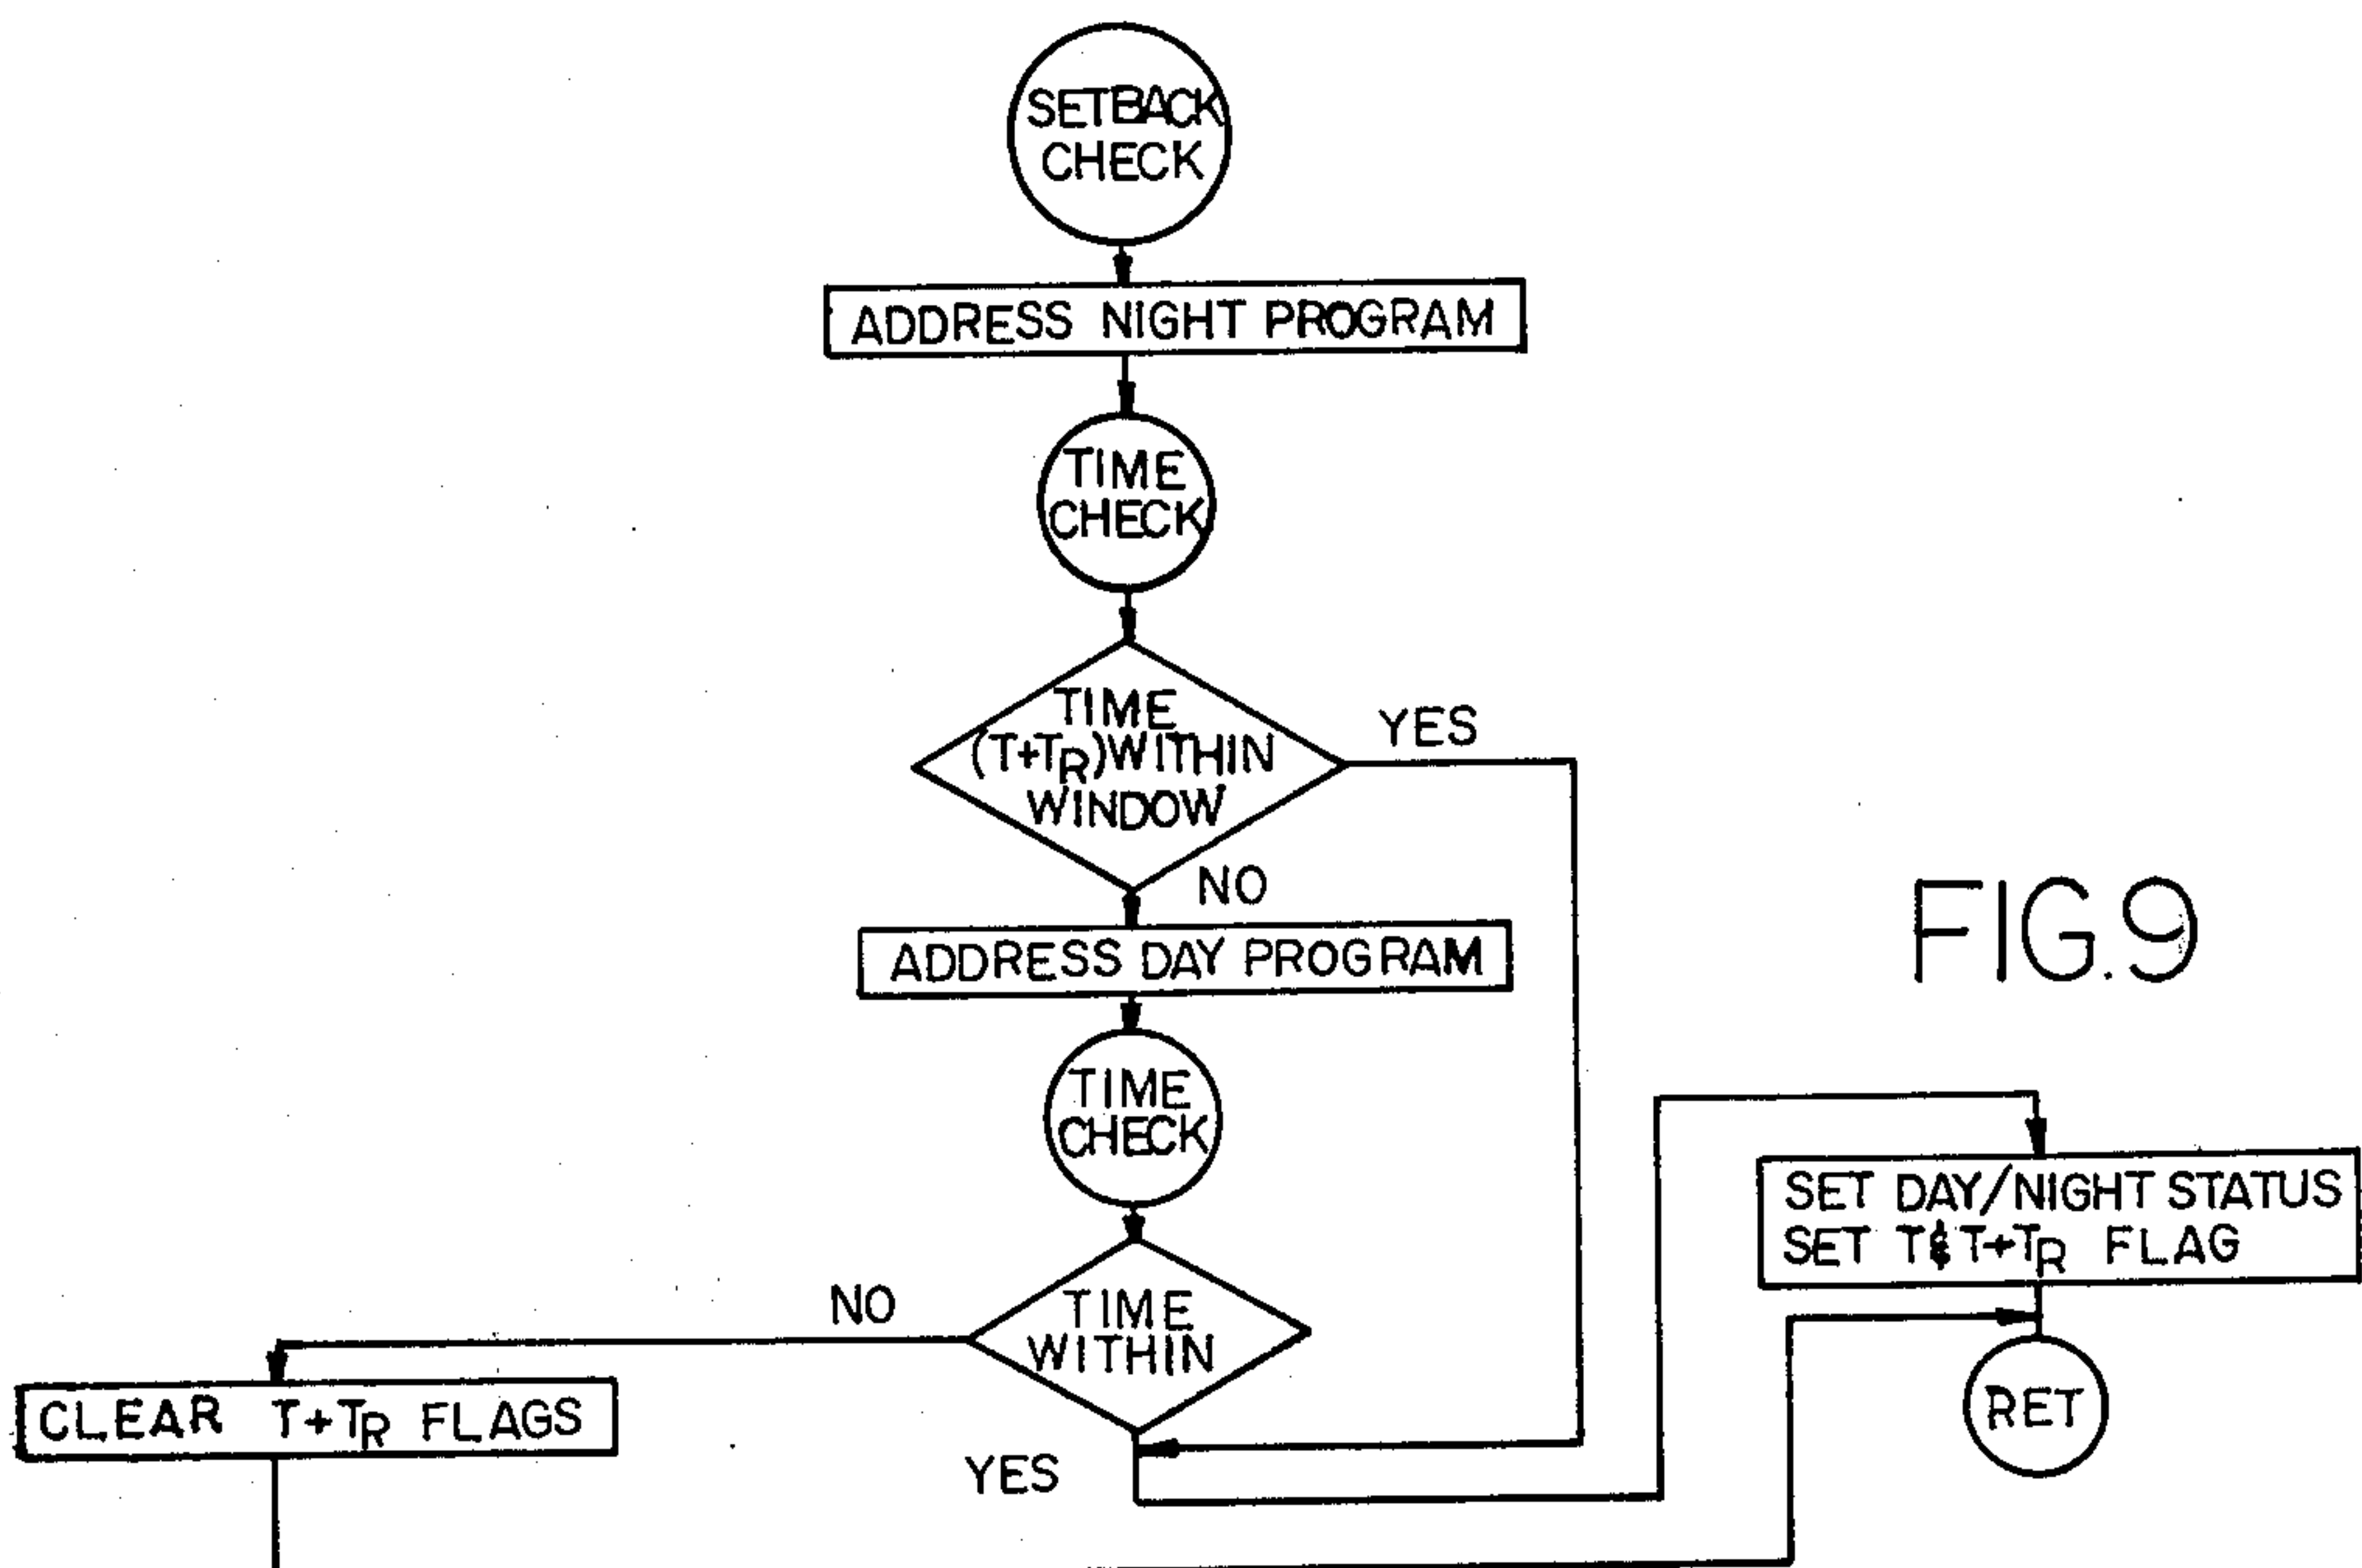 SETBACK
CHECK
ADDRESS NIGHT PROGRAM
TIME
CHECK
TIME
(T+TR)WITHIN
WINDOW
YES
NO
ADDRESS DAY PROGRAM
FIG.9
TIME
CHECK
SET DAY/NIGHT STATUS
SET T&T+TR FLAG
NO
TIME
WITHIN
CLEAR T+TR FLAGS
RET
YES